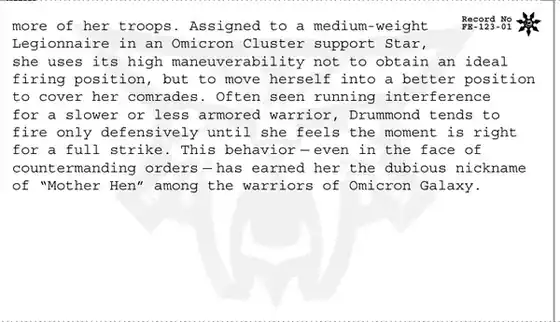 more of her troops. Assigned to a medium-weight
Legionnaire in an Omicron Cluster support Star,
she uses its high maneuverability not to obtain an ideal
firing position, but to move herself into a better position
to cover her comrades. Often seen running interference
for a slower or less armored warrior, Drummond tends to
fire only defensively until she feels the moment is right
for a full strike. This behavior — even in the face of
countermanding orders — has earned her the dubious nickname
of “Mother Hen” among the warriors of Omicron Galaxy.
Record No
FE-123-01